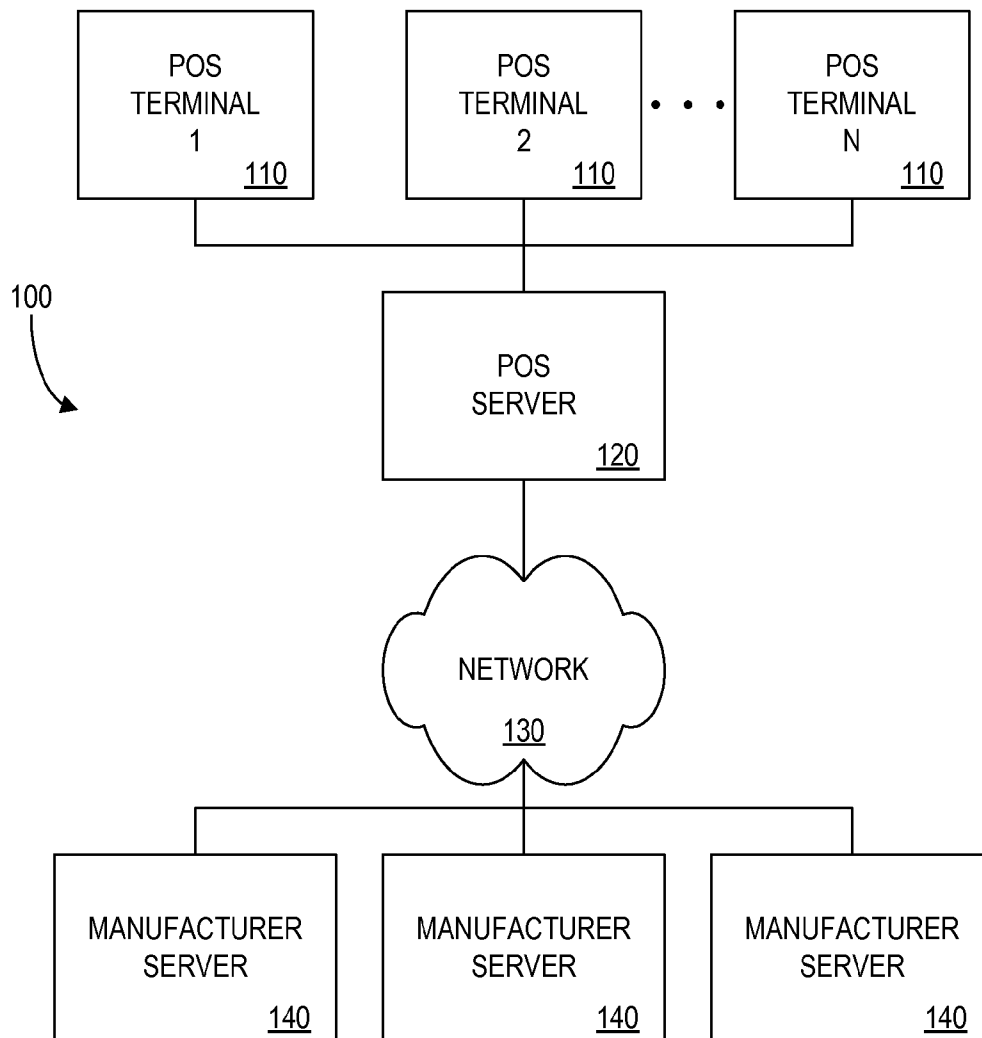 POS
TERMINAL
1
110
POS
TERMINAL
2
110
POS
TERMINAL
N
110
100
POS
SERVER
120
NETWORK
130
MANUFACTURER
SERVER
140
MANUFACTURER
SERVER
140
MANUFACTURER
SERVER
140